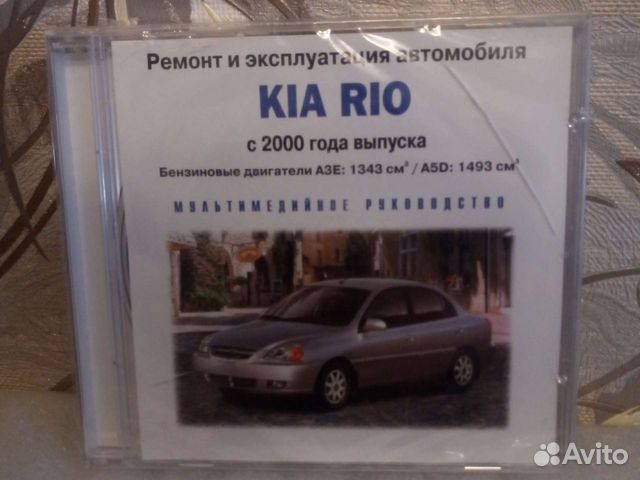 Ремонт и эксплуатация автомобиля
KIA RIO
с 2000 года выпуска
Бензиновые двигатели A3E: 1343 см³ / A5D: 1493 см³
МУЛЬТИМЕДИЙНОЕ РУКОВОДСТВО
Avito